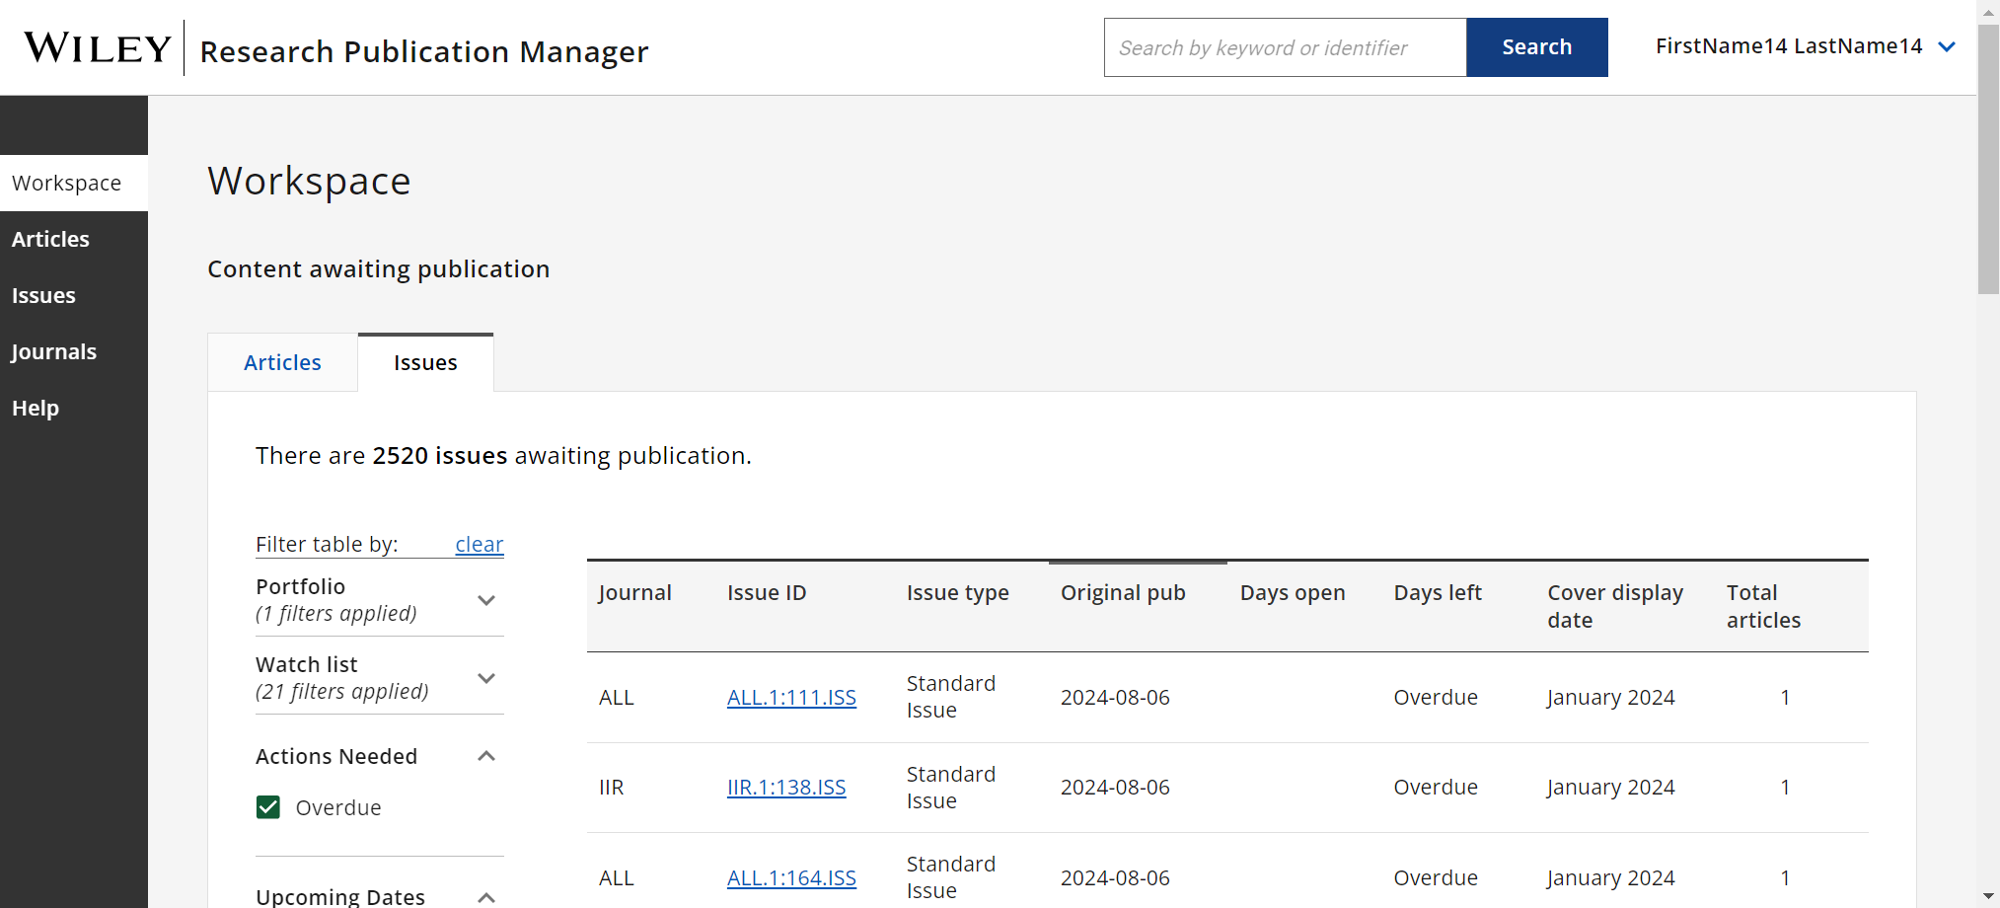 WILEY Research Publication Manager
Search by keyword or identifier
Search
FirstName14 LastName14
Workspace
Articles
Issues
Journals
Help
Workspace
Content awaiting publication
Articles
Issues
There are 2520 issues awaiting publication.
Filter table by: clear
Portfolio
(1 filters applied)
Watch list
(21 filters applied)
Actions Needed
Overdue
Upcoming Dates
Journal Issue ID Issue type Original pub Days open Days left Cover display date Total articles
ALL ALL.1:111.ISS Standard Issue 2024-08-06 Overdue January 2024 1
IIR IIR.1:138.ISS Standard Issue 2024-08-06 Overdue January 2024 1
ALL ALL.1:164.ISS Standard Issue 2024-08-06 Overdue January 2024 1